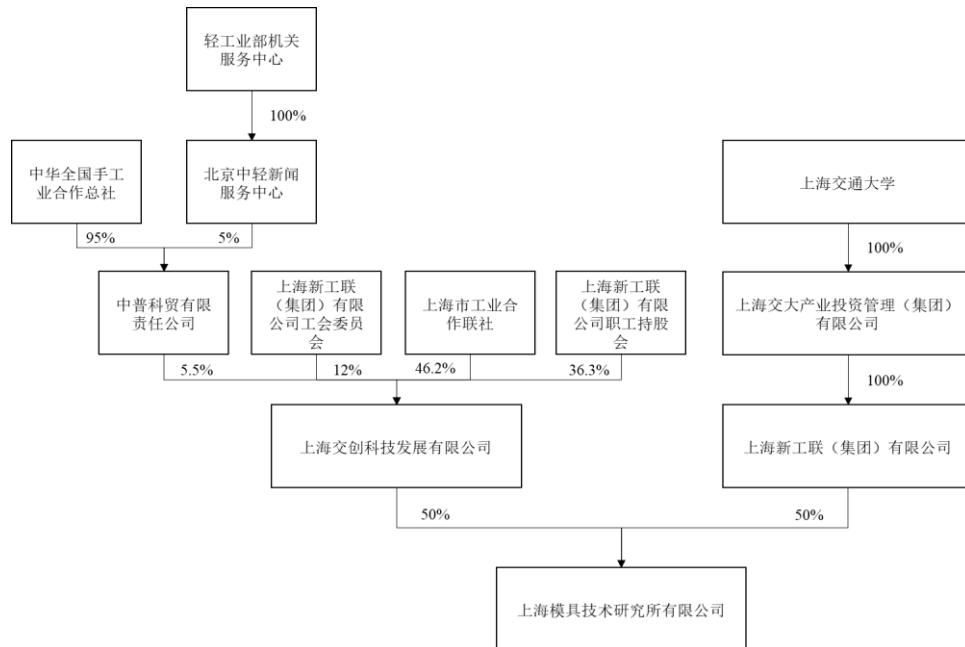 轻工业部机关
服务中心
100%
中华全国手工
业合作总社
北京中轻新闻
服务中心
上海交通大学
95%
5%
100%
中普科贸有限
责任公司
上海新工联
（集团）有限
公司工会委员
会
上海市工业合
作联社
上海新工联
（集团）有限
公司职工持股
会
上海交大产业投资管理（集团）
有限公司
5.5%
12%
46.2%
36.3%
100%
上海交创科技发展有限公司
上海新工联（集团）有限公司
50%
50%
上海模具技术研究所有限公司